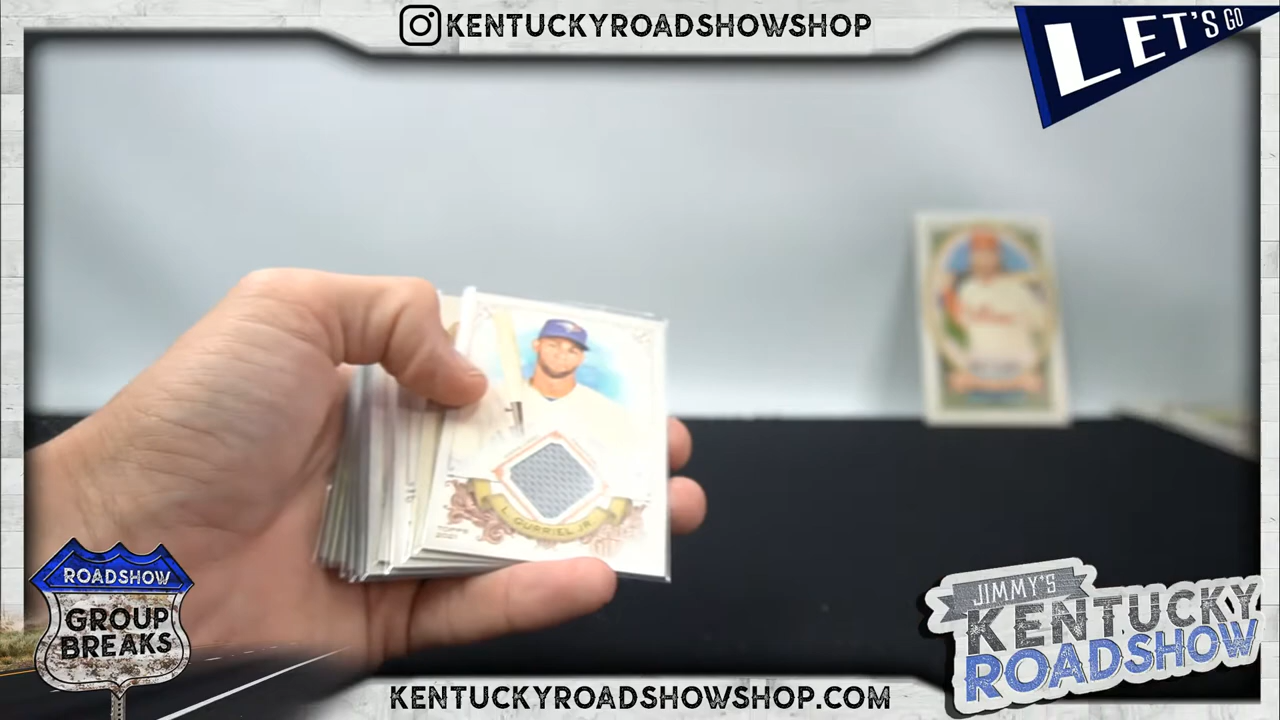 KENTUCKYROADSHOWSHOP
LET'S GO
L. GURRIEL JR.
ROADSHOW
GROUP
BREAKS
JIMMY'S
KENTUCKY
ROADSHOW
KENTUCKYROADSHOWSHOP.COM